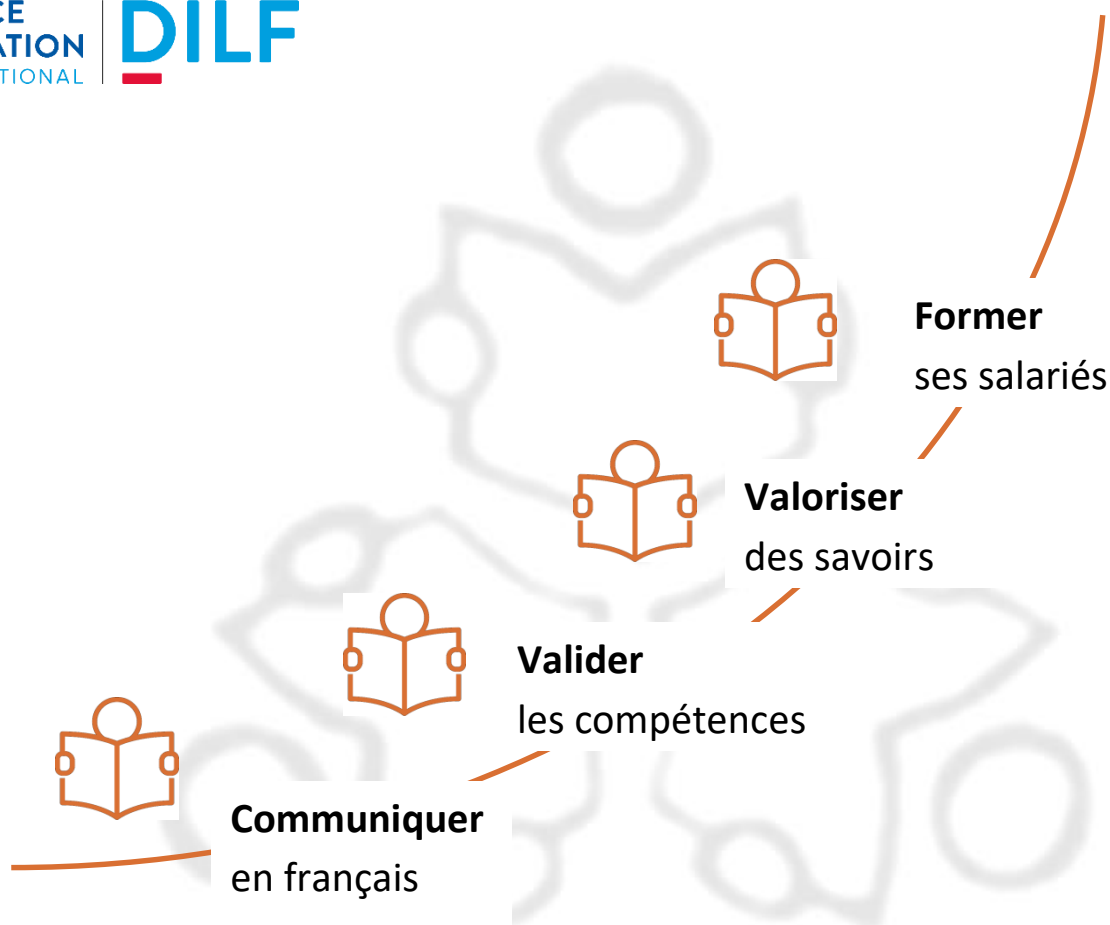 CE
ATION
TIONAL
DILF
Former
ses salariés
Valoriser
des savoirs
Valider
les compétences
Communiquer
en français